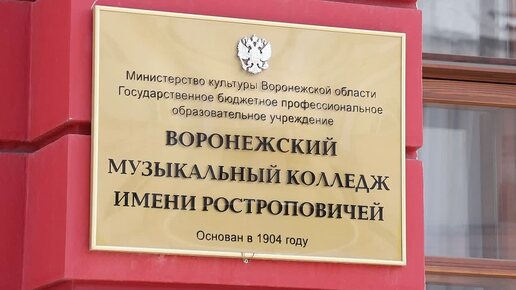 Министерство культуры Воронежской области
Государственное бюджетное профессиональное
образовательное учреждение
ВОРОНЕЖСКИЙ
МУЗЫКАЛЬНЫЙ КОЛЛЕДЖ
ИМЕНИ РОСТРОПОВИЧЕЙ
Основан в 1904 году